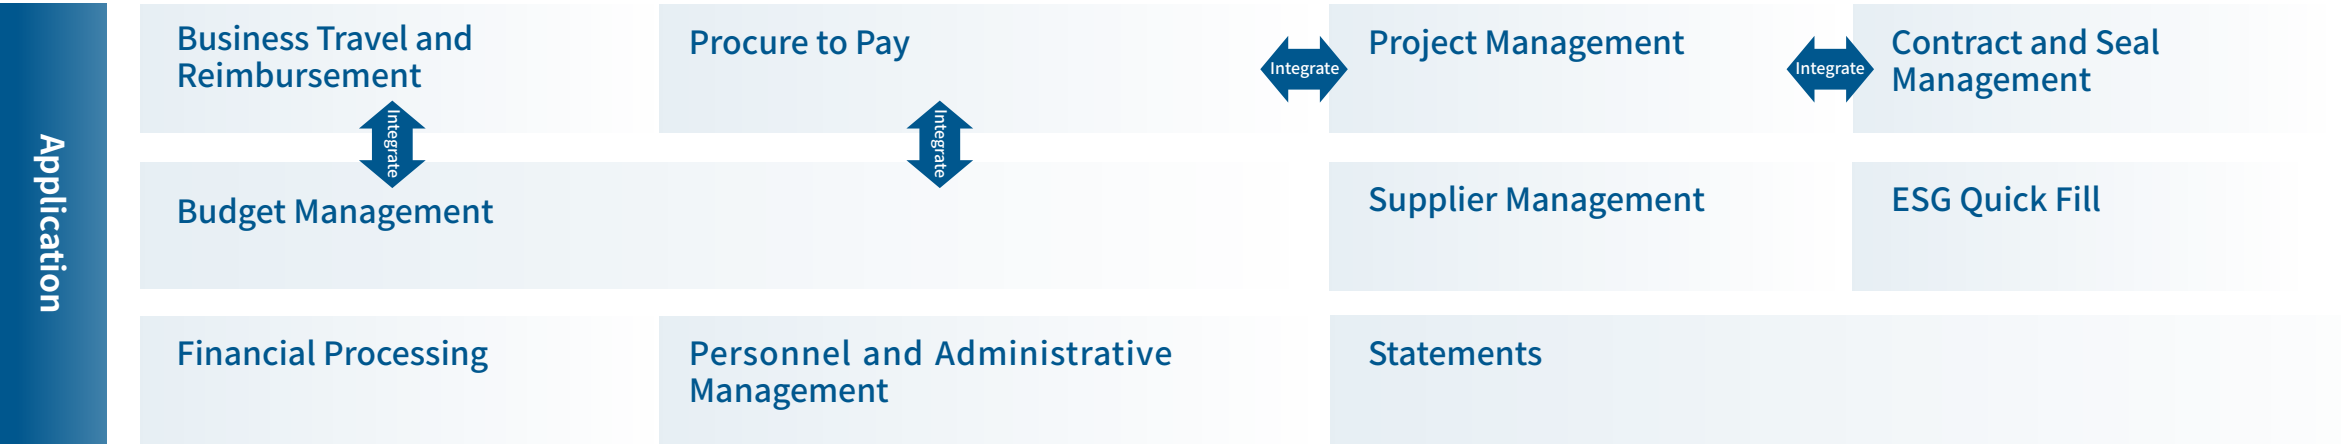 Application
Business Travel and
Reimbursement
Procure to Pay
Integrate
Project Management
Integrate
Contract and Seal
Management
Integrate
Integrate
Budget Management
Supplier Management
ESG Quick Fill
Financial Processing
Personnel and Administrative
Management
Statements